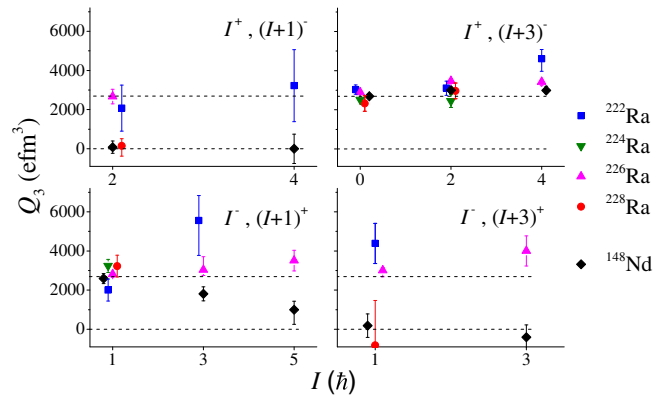 I⁺, (I+1)⁻
I⁺, (I+3)⁻
6000
4000
2000
0
2
4
0
2
4
²²²Ra
²²⁴Ra
²²⁶Ra
²²⁸Ra
¹⁴⁸Nd
Q₃ (efm³)
I⁻, (I+1)⁺
I⁻, (I+3)⁺
6000
4000
2000
0
1
3
5
1
3
I (ℏ)